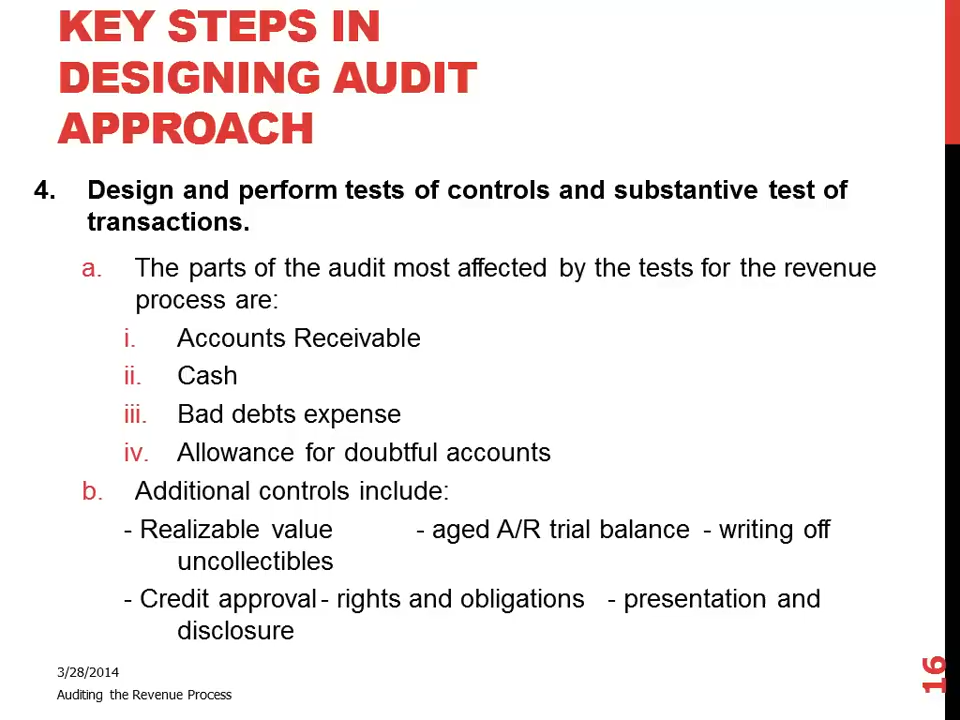 KEY STEPS IN
DESIGNING AUDIT
APPROACH
4. Design and perform tests of controls and substantive test of
transactions.
a. The parts of the audit most affected by the tests for the revenue
process are:
i. Accounts Receivable
ii. Cash
iii. Bad debts expense
iv. Allowance for doubtful accounts
b. Additional controls include:
- Realizable value - aged A/R trial balance - writing off
uncollectibles
- Credit approval - rights and obligations - presentation and
disclosure
3/28/2014
Auditing the Revenue Process
16